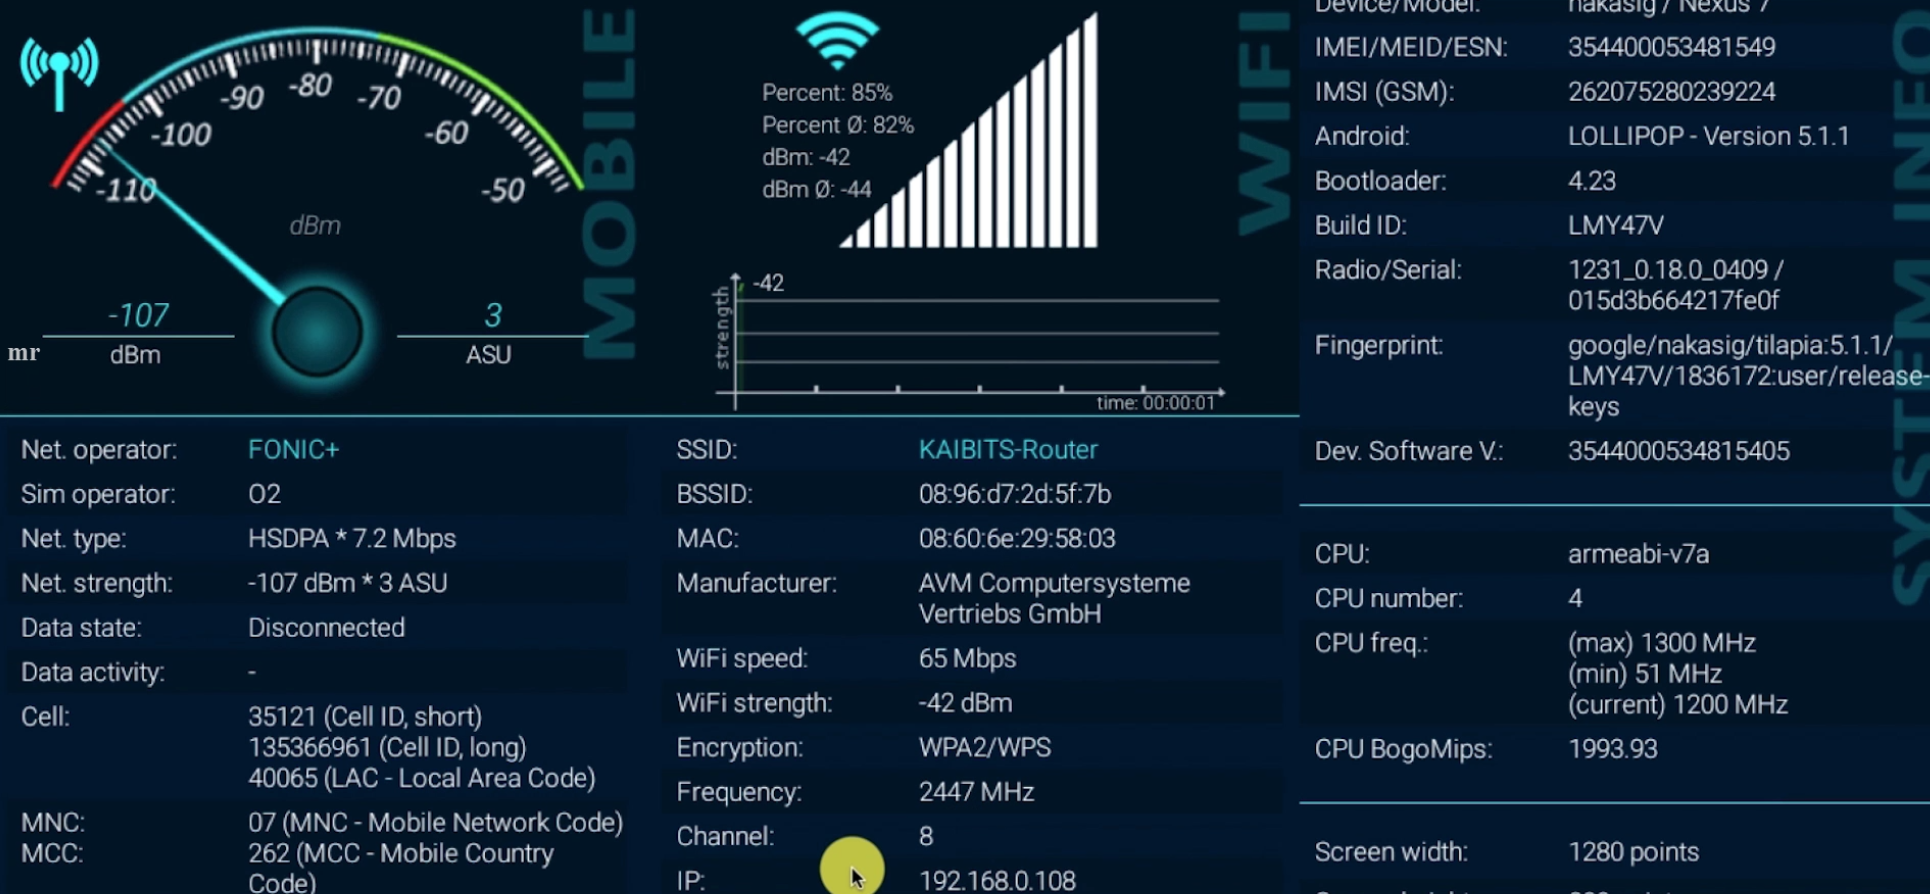 -110
-100
-90
-80
-70
-60
-50
dBm
-107
dBm
3
ASU
mr
MOBILE
Percent: 85%
Percent Ø: 82%
dBm: -42
dBm Ø: -44
WIFI
-42
strength
time: 00:00:01
Net. operator: FONIC+
Sim operator: O2
Net. type: HSDPA * 7.2 Mbps
Net. strength: -107 dBm * 3 ASU
Data state: Disconnected
Data activity: -
Cell: 35121 (Cell ID, short)
135366961 (Cell ID, long)
40065 (LAC - Local Area Code)
MNC: 07 (MNC - Mobile Network Code)
MCC: 262 (MCC - Mobile Country
Code)
SSID: KAIBITS-Router
BSSID: 08:96:d7:2d:5f:7b
MAC: 08:60:6e:29:58:03
Manufacturer: AVM Computersysteme
Vertriebs GmbH
WiFi speed: 65 Mbps
WiFi strength: -42 dBm
Encryption: WPA2/WPS
Frequency: 2447 MHz
Channel: 8
IP: 192.168.0.108
Device/Model: nakasig / Nexus 7
IMEI/MEID/ESN: 354400053481549
IMSI (GSM): 262075280239224
Android: LOLLIPOP - Version 5.1.1
Bootloader: 4.23
Build ID: LMY47V
Radio/Serial: 1231_0.18.0_0409 /
015d3b664217fe0f
Fingerprint: google/nakasig/tilapia:5.1.1/
LMY47V/1836172:user/release-
keys
Dev. Software V.: 3544000534815405
SYSTEM INFO
CPU: armeabi-v7a
CPU number: 4
CPU freq.: (max) 1300 MHz
(min) 51 MHz
(current) 1200 MHz
CPU BogoMips: 1993.93
Screen width: 1280 points